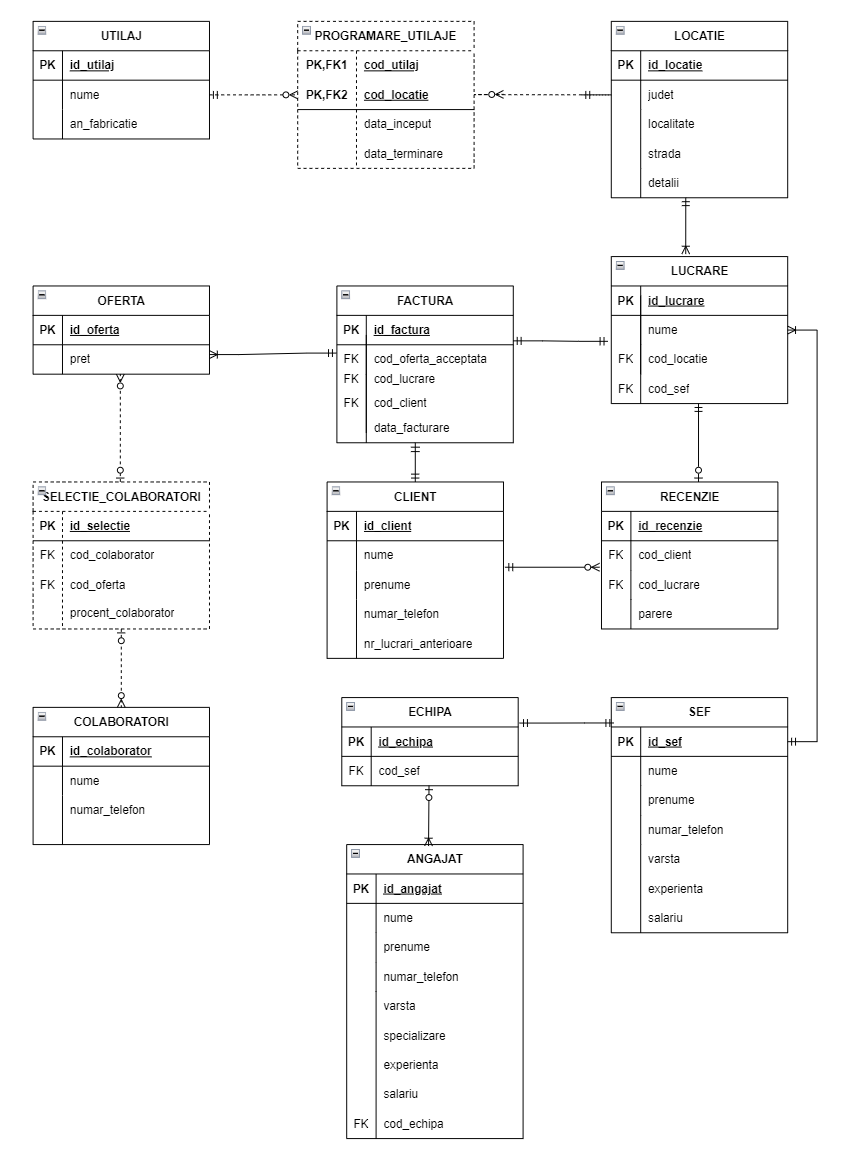 UTILAJ
PK id_utilaj
nume
an_fabricatie
PROGRAMARE_UTILAJE
PK,FK1 cod_utilaj
PK,FK2 cod_locatie
data_inceput
data_terminare
LOCATIE
PK id_locatie
judet
localitate
strada
detalii
OFERTA
PK id_oferta
pret
FACTURA
PK id_factura
FK cod_oferta_acceptata
FK cod_lucrare
FK cod_client
data_facturare
LUCRARE
PK id_lucrare
nume
FK cod_locatie
FK cod_sef
SELECTIE_COLABORATORI
PK id_selectie
FK cod_colaborator
FK cod_oferta
procent_colaborator
CLIENT
PK id_client
nume
prenume
numar_telefon
nr_lucrari_anterioare
RECENZIE
PK id_recenzie
FK cod_client
FK cod_lucrare
parere
COLABORATORI
PK id_colaborator
nume
numar_telefon
ECHIPA
PK id_echipa
FK cod_sef
SEF
PK id_sef
nume
prenume
numar_telefon
varsta
experienta
salariu
ANGAJAT
PK id_angajat
nume
prenume
numar_telefon
varsta
specializare
experienta
salariu
FK cod_echipa